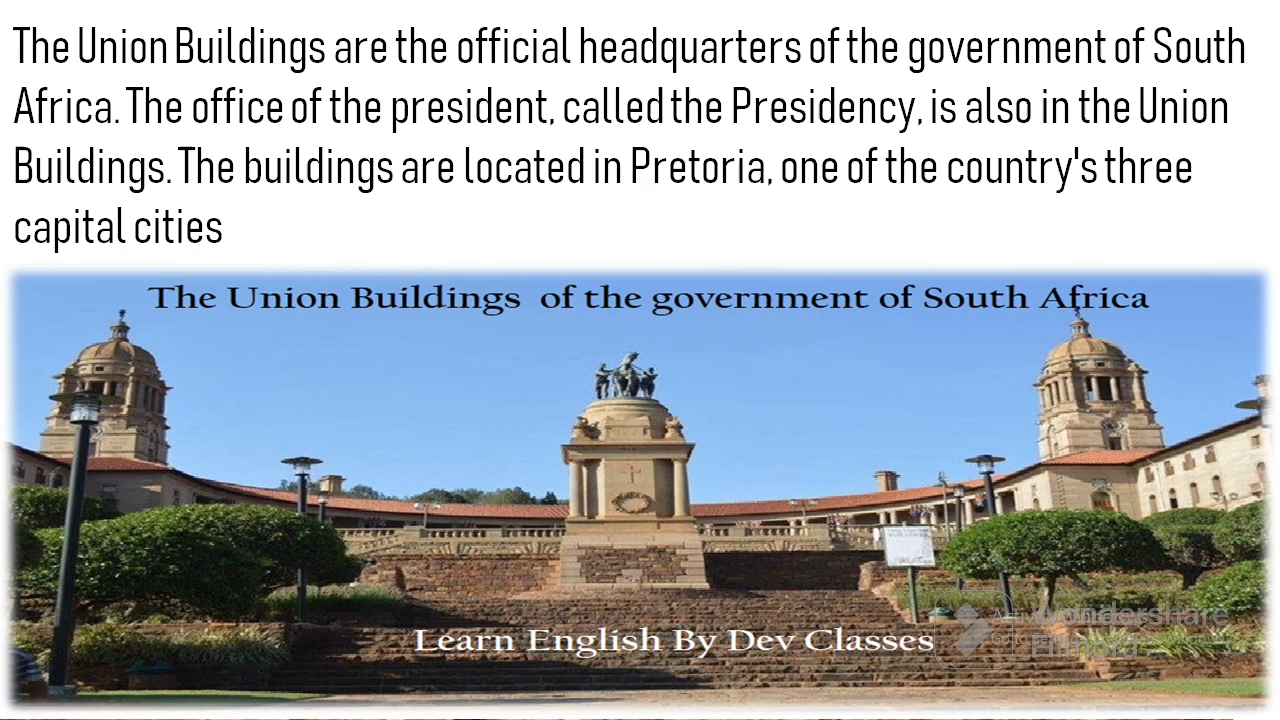 The Union Buildings are the official headquarters of the government of South
Africa. The office of the president, called the Presidency, is also in the Union
Buildings. The buildings are located in Pretoria, one of the country's three
capital cities
The Union Buildings of the government of South Africa
Learn English By Dev Classes
Wondershare
Filmora